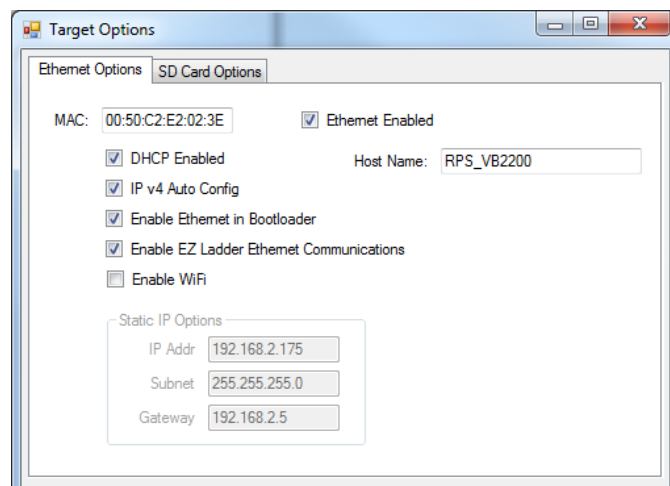 Target Options
Ethernet Options SD Card Options
MAC: 00:50:C2:E2:02:3E Ethernet Enabled
DHCP Enabled Host Name: RPS_VB2200
IP v4 Auto Config
Enable Ethernet in Bootloader
Enable EZ Ladder Ethernet Communications
Enable WiFi
Static IP Options
IP Addr 192.168.2.175
Subnet 255.255.255.0
Gateway 192.168.2.5